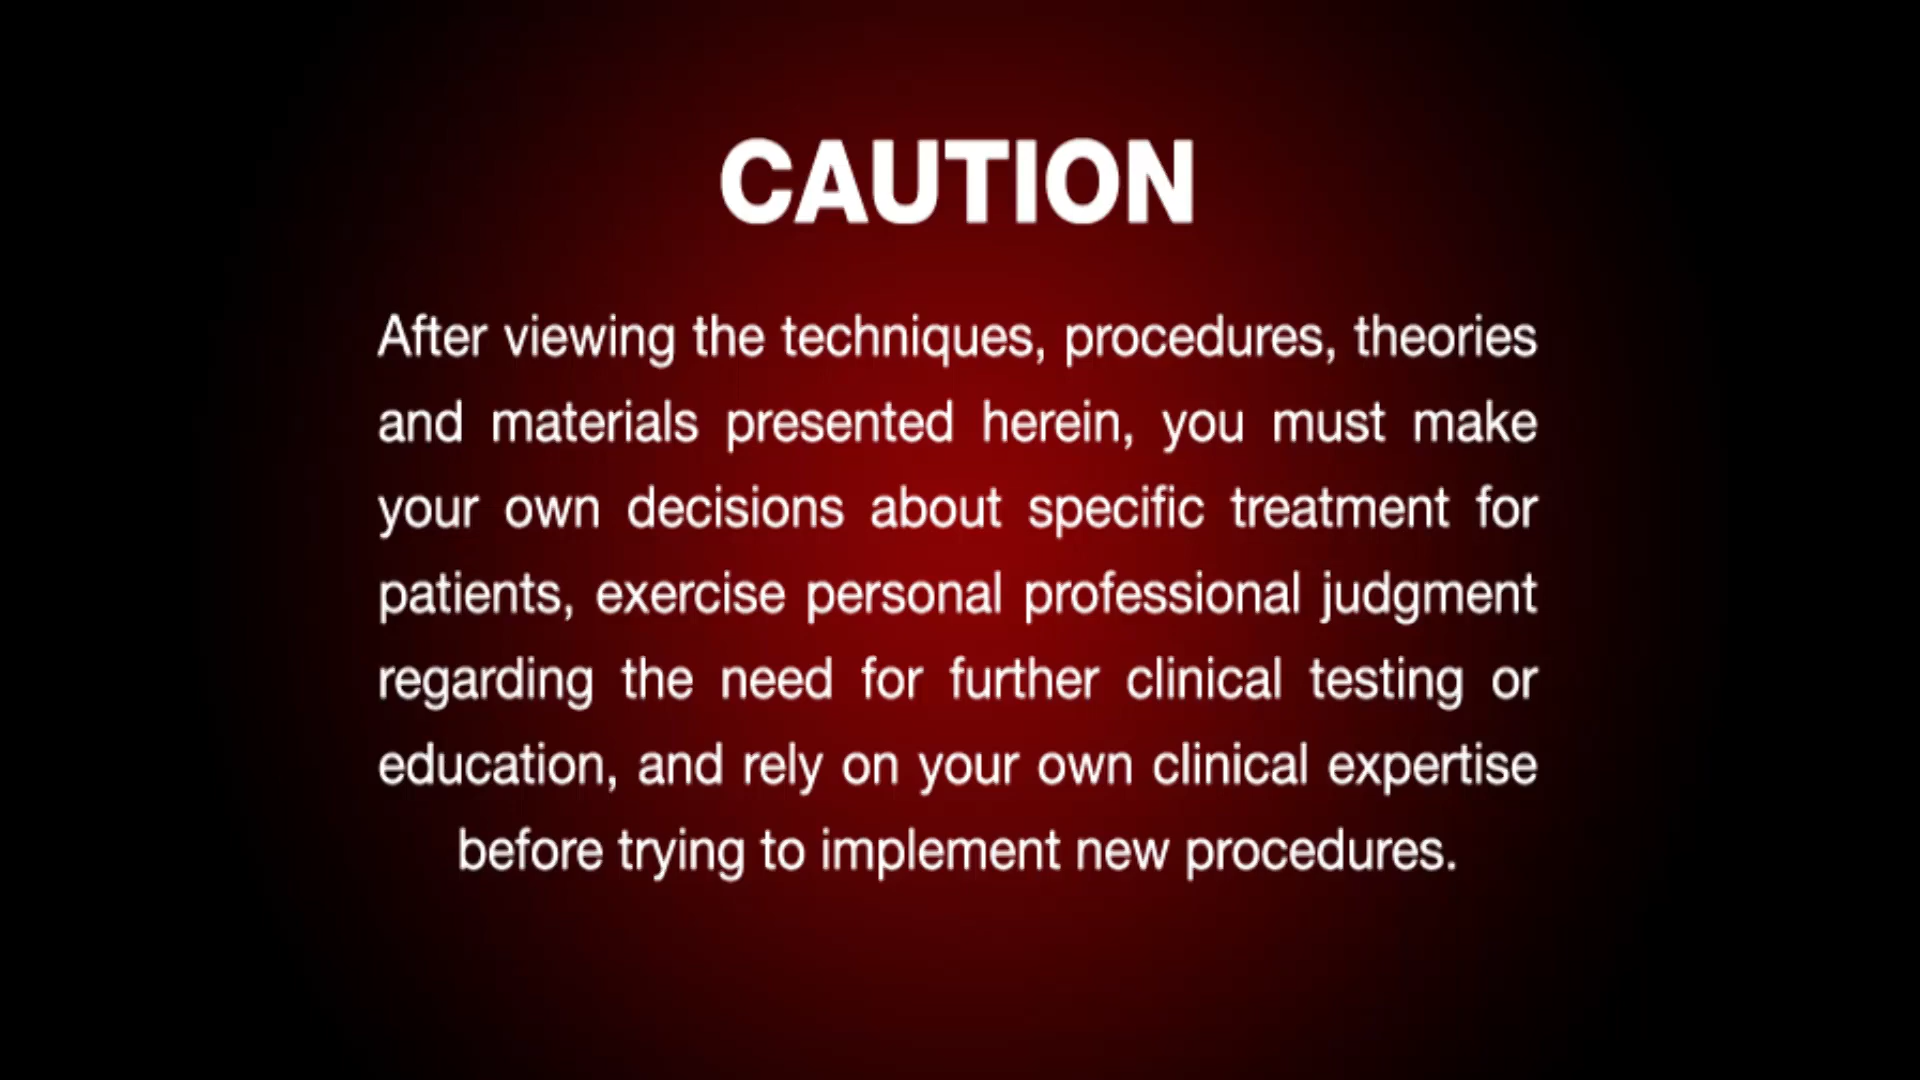 CAUTION
After viewing the techniques, procedures, theories
and materials presented herein, you must make
your own decisions about specific treatment for
patients, exercise personal professional judgment
regarding the need for further clinical testing or
education, and rely on your own clinical expertise
before trying to implement new procedures.